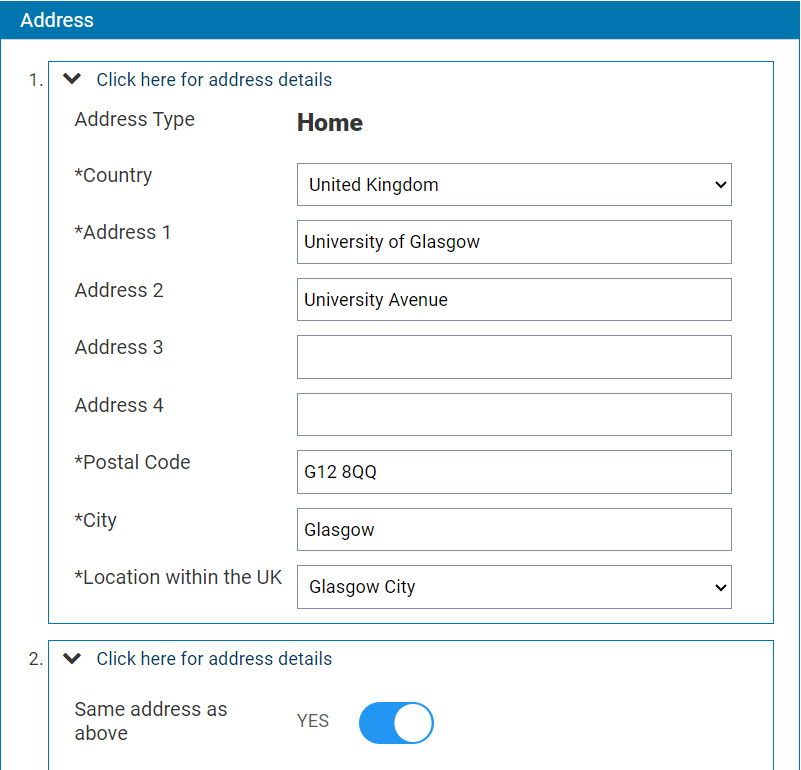 Address
1. Click here for address details
Address Type Home
*Country United Kingdom
*Address 1 University of Glasgow
Address 2 University Avenue
Address 3
Address 4
*Postal Code G12 8QQ
*City Glasgow
*Location within the UK Glasgow City
2. Click here for address details
Same address as
above YES